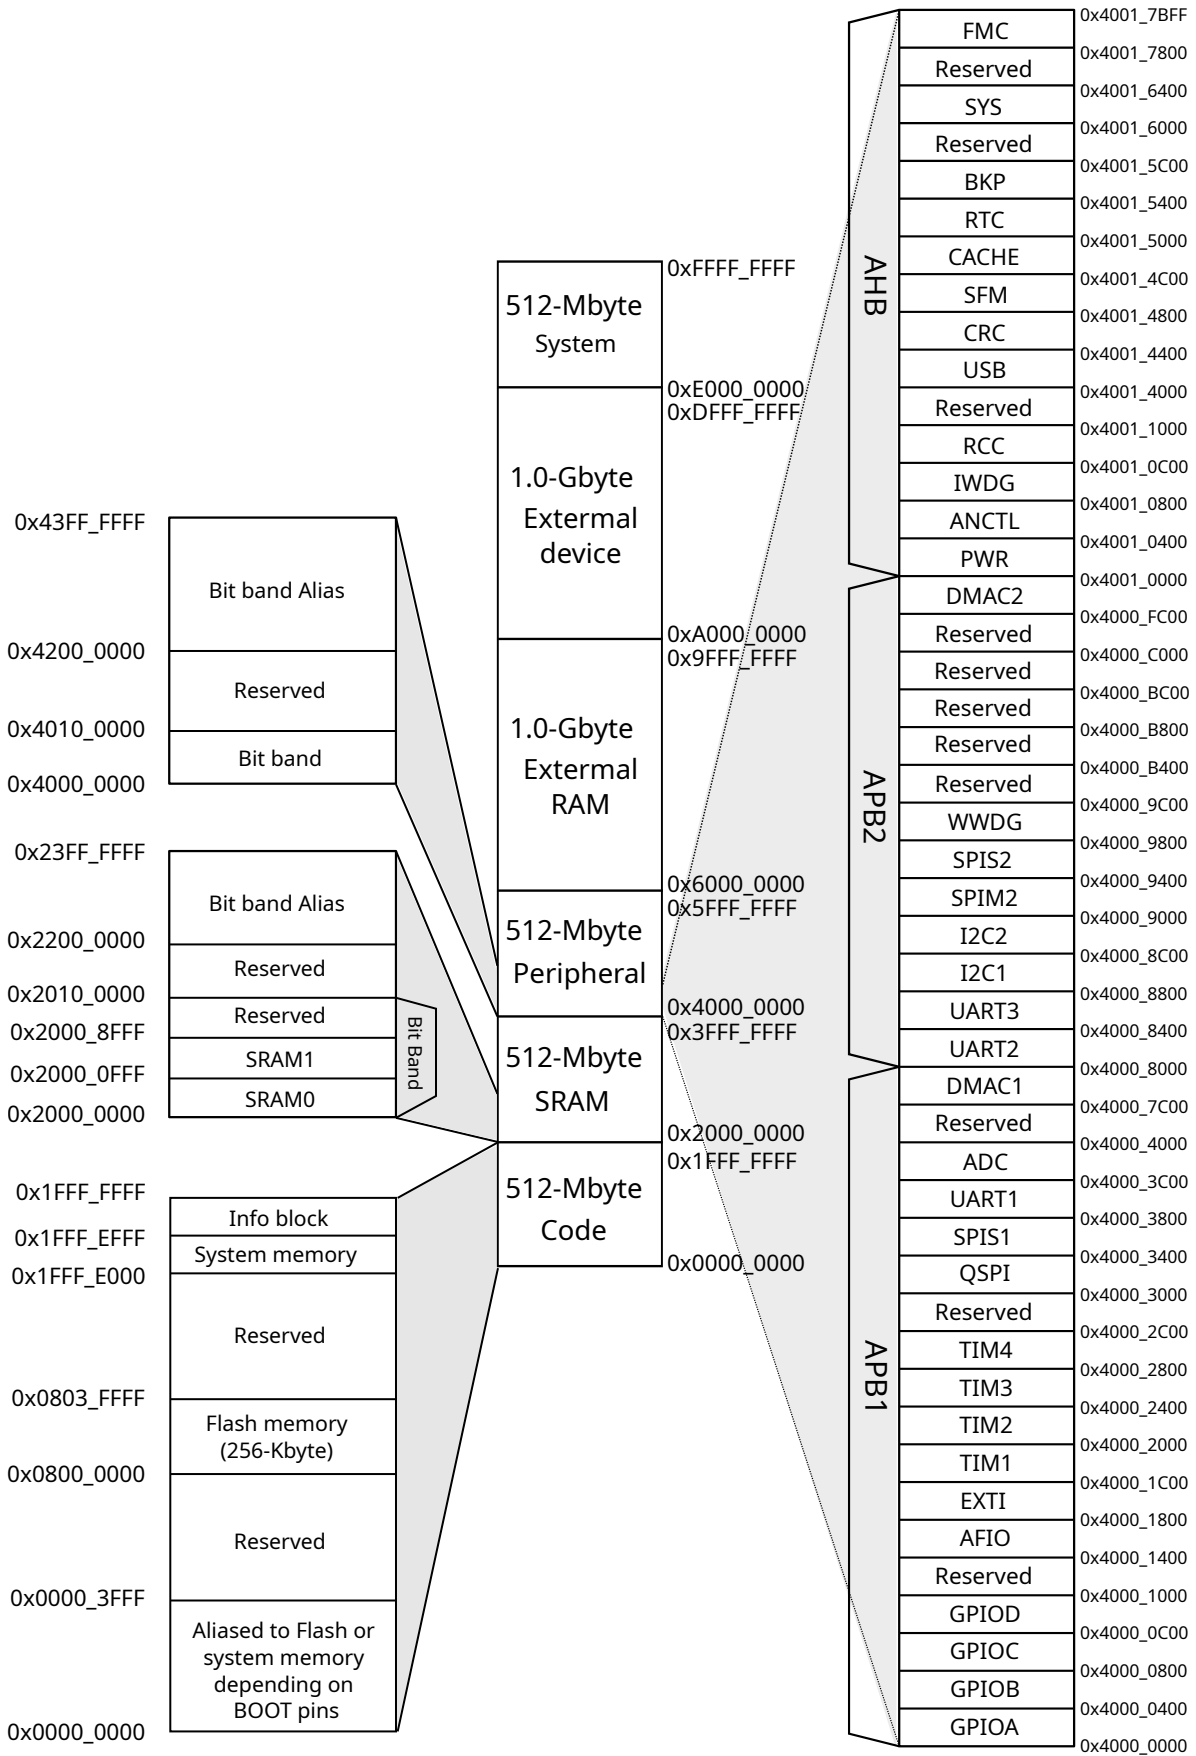 0x43FF_FFFF
Bit band Alias
0x4200_0000
Reserved
0x4010_0000
Bit band
0x4000_0000
0x23FF_FFFF
Bit band Alias
0x2200_0000
Reserved
0x2010_0000
Reserved
0x2000_8FFF
SRAM1
0x2000_0FFF
SRAM0
0x2000_0000
Bit Band
0x1FFF_FFFF
Info block
0x1FFF_EFFF
System memory
0x1FFF_E000
Reserved
0x0803_FFFF
Flash memory
(256-Kbyte)
0x0800_0000
Reserved
0x0000_3FFF
Aliased to Flash or
system memory
depending on
BOOT pins
0x0000_0000
0xFFFF_FFFF
512-Mbyte
System
0xE000_0000
0xDFFF_FFFF
1.0-Gbyte
Extermal
device
0xA000_0000
0x9FFF_FFFF
1.0-Gbyte
Extermal
RAM
0x6000_0000
0x5FFF_FFFF
512-Mbyte
Peripheral
0x4000_0000
0x3FFF_FFFF
512-Mbyte
SRAM
0x2000_0000
0x1FFF_FFFF
512-Mbyte
Code
0x0000_0000
AHB
0x4001_7BFF
FMC
0x4001_7800
Reserved
0x4001_6400
SYS
0x4001_6000
Reserved
0x4001_5C00
BKP
0x4001_5400
RTC
0x4001_5000
CACHE
0x4001_4C00
SFM
0x4001_4800
CRC
0x4001_4400
USB
0x4001_4000
Reserved
0x4001_1000
RCC
0x4001_0C00
IWDG
0x4001_0800
ANCTL
0x4001_0400
PWR
0x4001_0000
APB2
DMAC2
0x4000_FC00
Reserved
0x4000_C000
Reserved
0x4000_BC00
Reserved
0x4000_B800
Reserved
0x4000_B400
Reserved
0x4000_9C00
WWDG
0x4000_9800
SPIS2
0x4000_9400
SPIM2
0x4000_9000
I2C2
0x4000_8C00
I2C1
0x4000_8800
UART3
0x4000_8400
UART2
0x4000_8000
APB1
DMAC1
0x4000_7C00
Reserved
0x4000_4000
ADC
0x4000_3C00
UART1
0x4000_3800
SPIS1
0x4000_3400
QSPI
0x4000_3000
Reserved
0x4000_2C00
TIM4
0x4000_2800
TIM3
0x4000_2400
TIM2
0x4000_2000
TIM1
0x4000_1C00
EXTI
0x4000_1800
AFIO
0x4000_1400
Reserved
0x4000_1000
GPIOD
0x4000_0C00
GPIOC
0x4000_0800
GPIOB
0x4000_0400
GPIOA
0x4000_0000